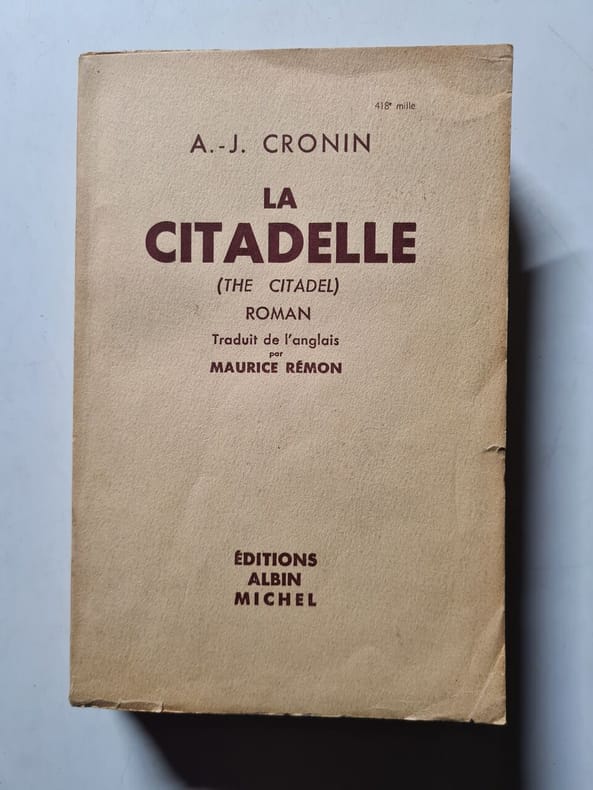 418e mille
A.-J. CRONIN
LA
CITADELLE
(THE CITADEL)
ROMAN
Traduit de l'anglais
par
MAURICE RÉMON
ÉDITIONS
ALBIN
MICHEL